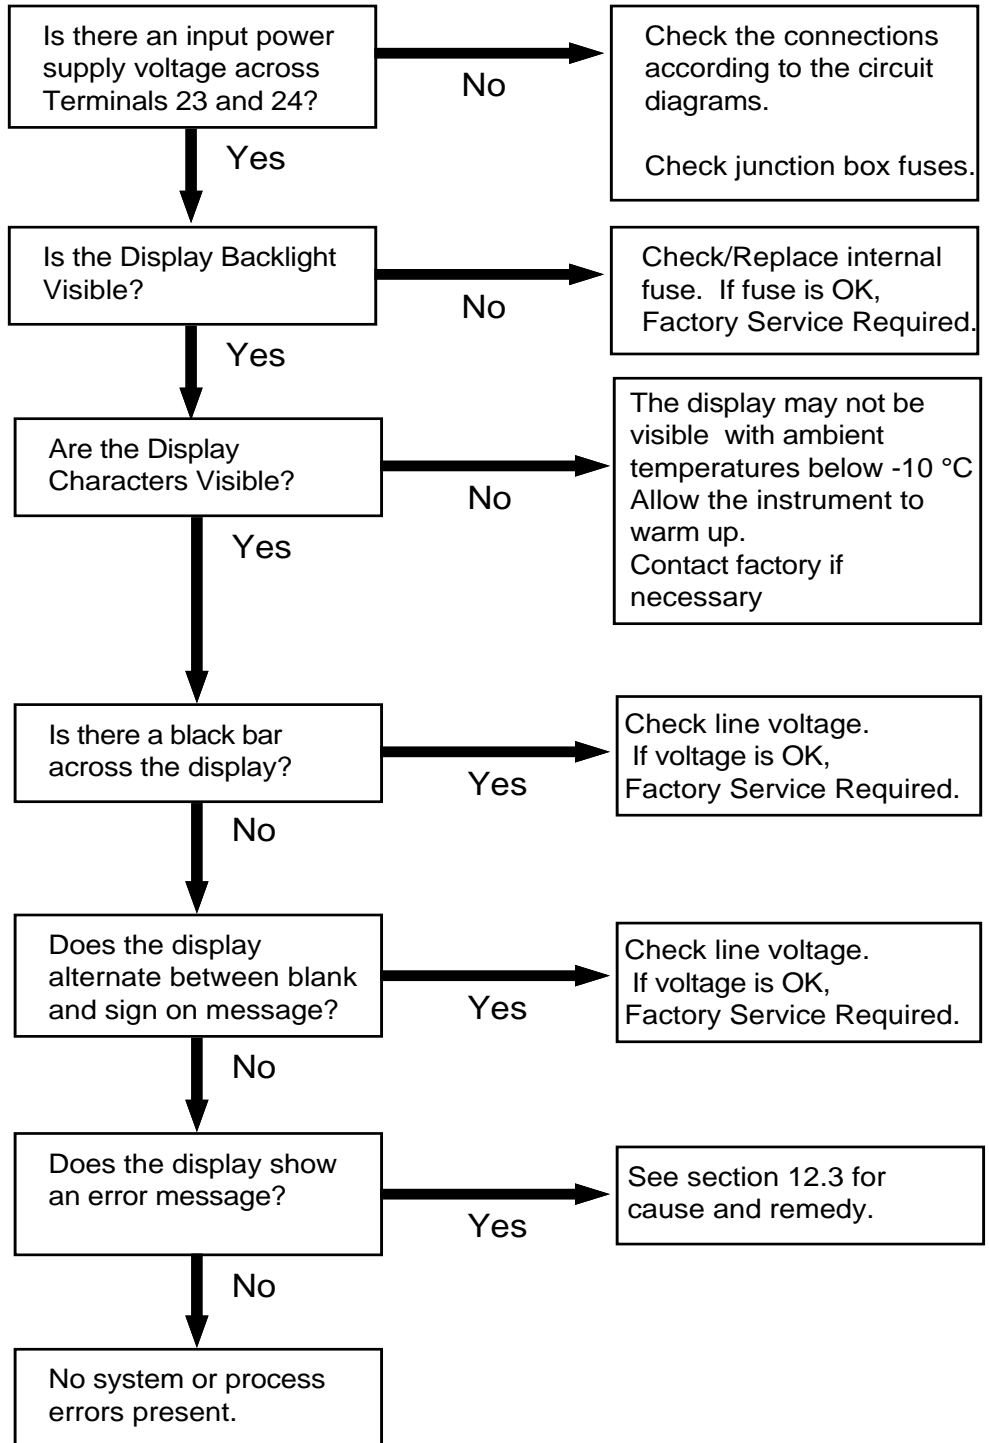 Is there an input power
supply voltage across
Terminals 23 and 24?
No
Check the connections
according to the circuit
diagrams.
Check junction box fuses.
Yes
Is the Display Backlight
Visible?
No
Check/Replace internal
fuse. If fuse is OK,
Factory Service Required.
Yes
Are the Display
Characters Visible?
No
The display may not be
visible with ambient
temperatures below -10 °C
Allow the instrument to
warm up.
Contact factory if
necessary
Yes
Is there a black bar
across the display?
Yes
Check line voltage.
If voltage is OK,
Factory Service Required.
No
Does the display
alternate between blank
and sign on message?
Yes
Check line voltage.
If voltage is OK,
Factory Service Required.
No
Does the display show
an error message?
Yes
See section 12.3 for
cause and remedy.
No
No system or process
errors present.